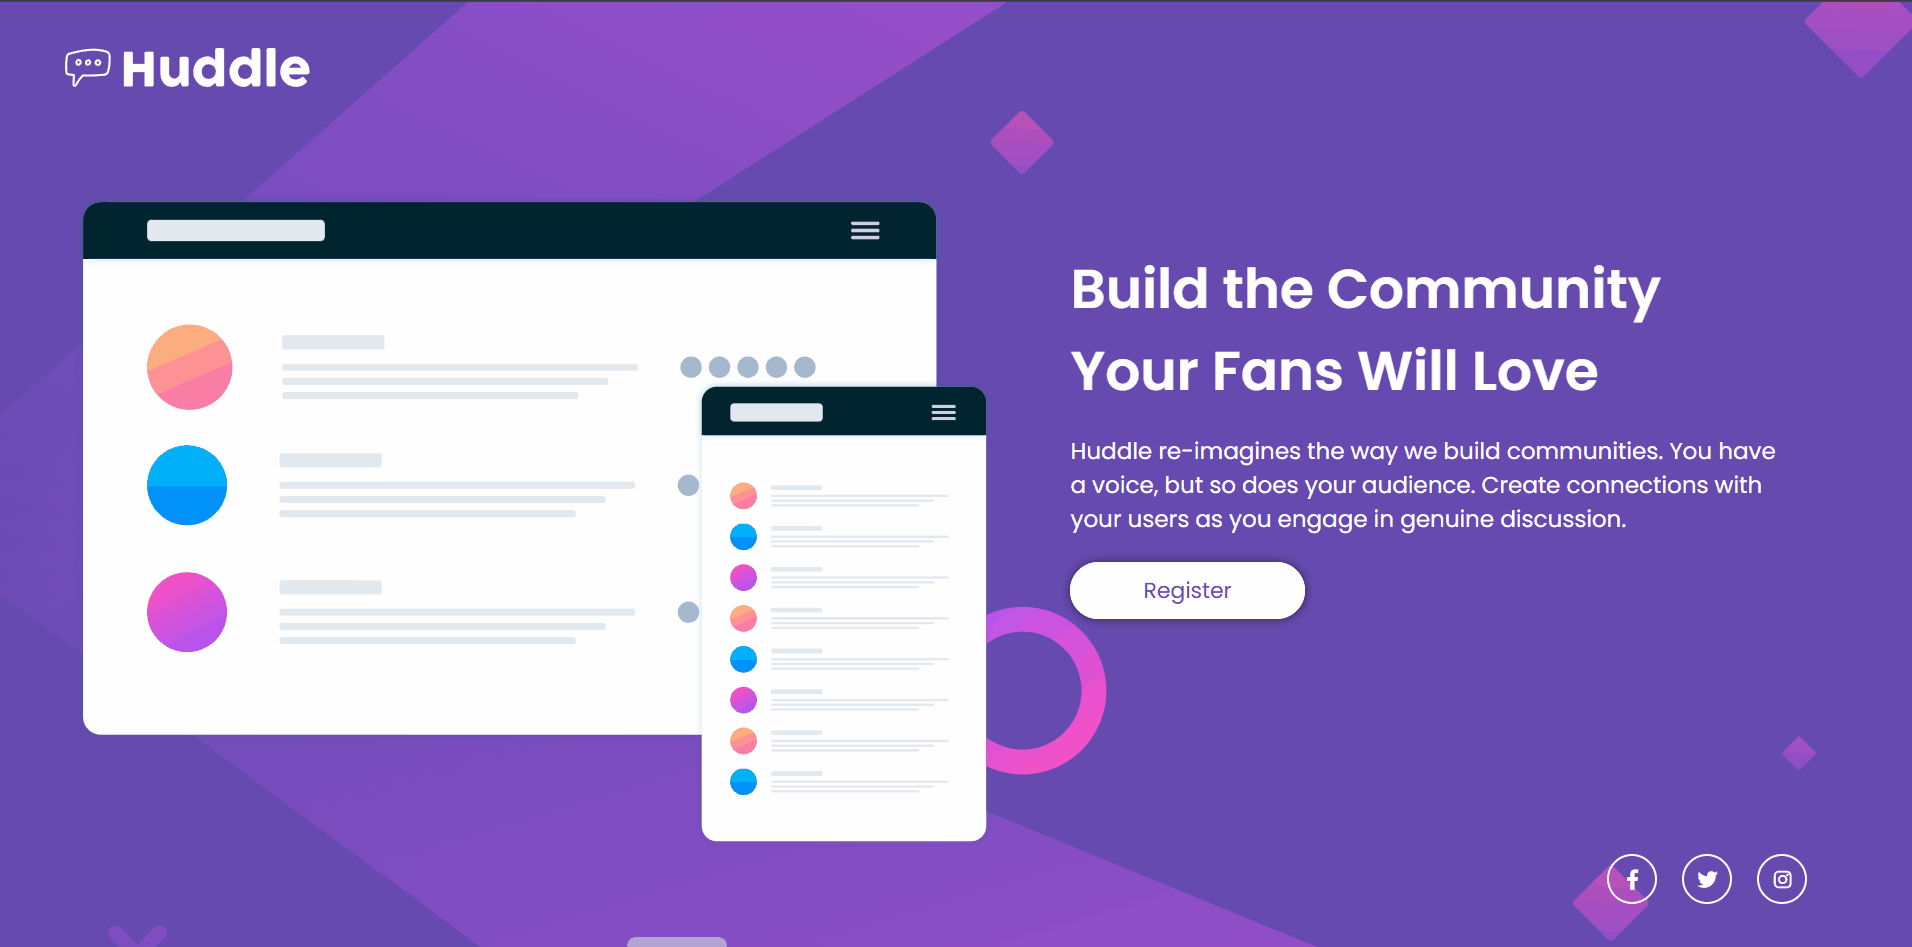 Huddle
Build the Community
Your Fans Will Love
Huddle re-imagines the way we build communities. You have
a voice, but so does your audience. Create connections with
your users as you engage in genuine discussion.
Register